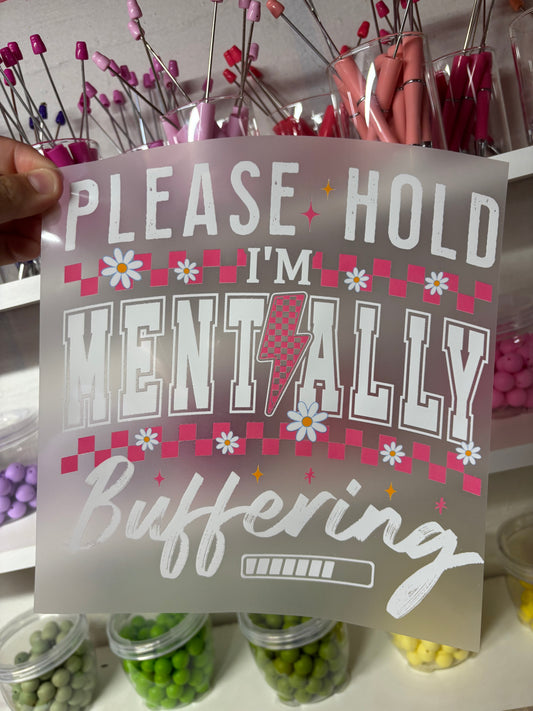 PLEASE HOLD
I'M
MENTALLY
Buffering